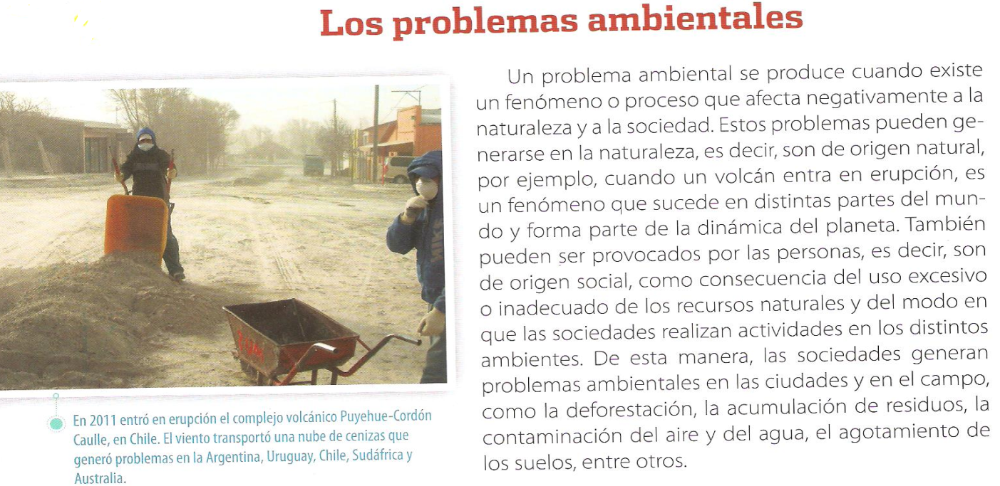 Los problemas ambientales
Un problema ambiental se produce cuando existe
un fenómeno o proceso que afecta negativamente a la
naturaleza y a la sociedad. Estos problemas pueden ge-
nerarse en la naturaleza, es decir, son de origen natural,
por ejemplo, cuando un volcán entra en erupción, es
un fenómeno que sucede en distintas partes del mun-
do y forma parte de la dinámica del planeta. También
pueden ser provocados por las personas, es decir, son
de origen social, como consecuencia del uso excesivo
o inadecuado de los recursos naturales y del modo en
que las sociedades realizan actividades en los distintos
ambientes. De esta manera, las sociedades generan
problemas ambientales en las ciudades y en el campo,
como la deforestación, la acumulación de residuos, la
contaminación del aire y del agua, el agotamiento de
los suelos, entre otros.
En 2011 entró en erupción el complejo volcánico Puyehue-Cordón
Caulle, en Chile. El viento transportó una nube de cenizas que
generó problemas en la Argentina, Uruguay, Chile, Sudáfrica y
Australia.